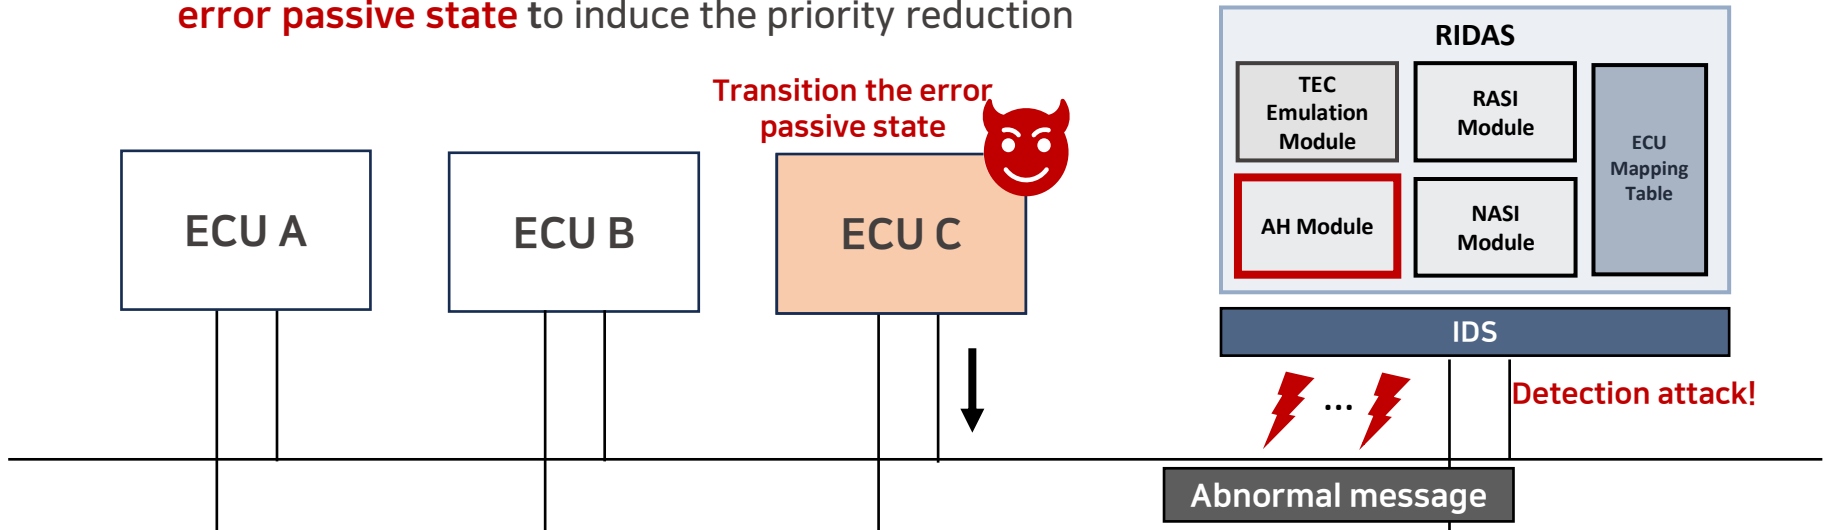 error passive state to induce the priority reduction
Transition the error
passive state
ECU A
ECU B
ECU C
RIDAS
TEC
Emulation
Module
RASI
Module
ECU
Mapping
Table
AH Module
NASI
Module
IDS
...
Detection attack!
Abnormal message